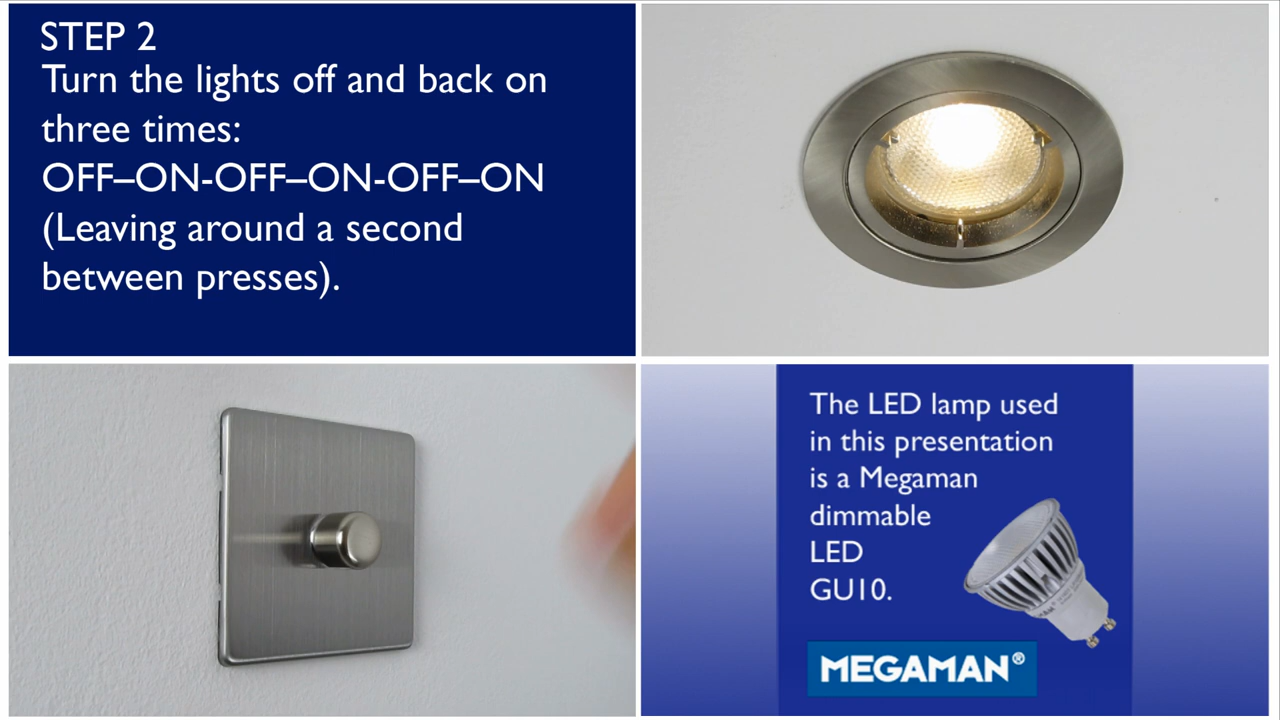 STEP 2
Turn the lights off and back on
three times:
OFF–ON-OFF–ON-OFF–ON
(Leaving around a second
between presses).
The LED lamp used
in this presentation
is a Megaman
dimmable
LED
GU10.
MEGAMAN®